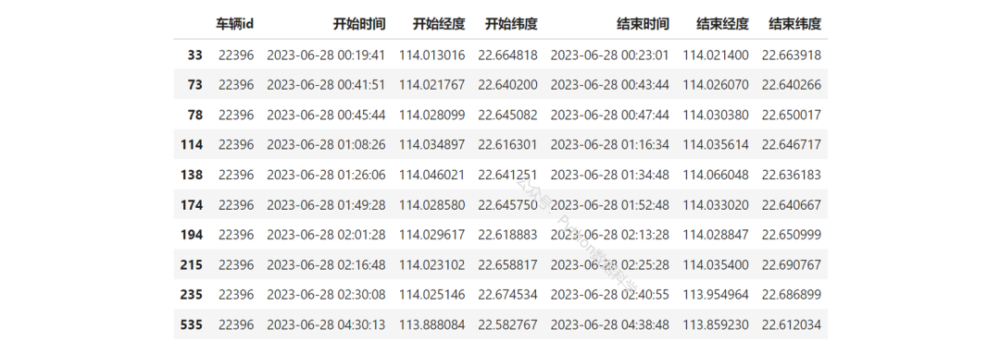 车辆id 开始时间 开始经度 开始纬度 结束时间 结束经度 结束纬度
33 22396 2023-06-28 00:19:41 114.013016 22.664818 2023-06-28 00:23:01 114.021400 22.663918
73 22396 2023-06-28 00:41:51 114.021767 22.640200 2023-06-28 00:43:44 114.026070 22.640266
78 22396 2023-06-28 00:45:44 114.028099 22.645082 2023-06-28 00:47:44 114.030380 22.650017
114 22396 2023-06-28 01:08:26 114.034897 22.616301 2023-06-28 01:16:34 114.035614 22.646717
138 22396 2023-06-28 01:26:06 114.046021 22.641251 2023-06-28 01:34:48 114.066048 22.636183
174 22396 2023-06-28 01:49:28 114.028580 22.645750 2023-06-28 01:52:48 114.033020 22.640667
194 22396 2023-06-28 02:01:28 114.029617 22.618883 2023-06-28 02:13:28 114.028847 22.650999
215 22396 2023-06-28 02:16:48 114.023102 22.658817 2023-06-28 02:25:28 114.035400 22.690767
235 22396 2023-06-28 02:30:08 114.025146 22.674534 2023-06-28 02:40:55 113.954964 22.686899
535 22396 2023-06-28 04:30:13 113.888084 22.582767 2023-06-28 04:38:48 113.859230 22.612034
公众号：Python数据科学